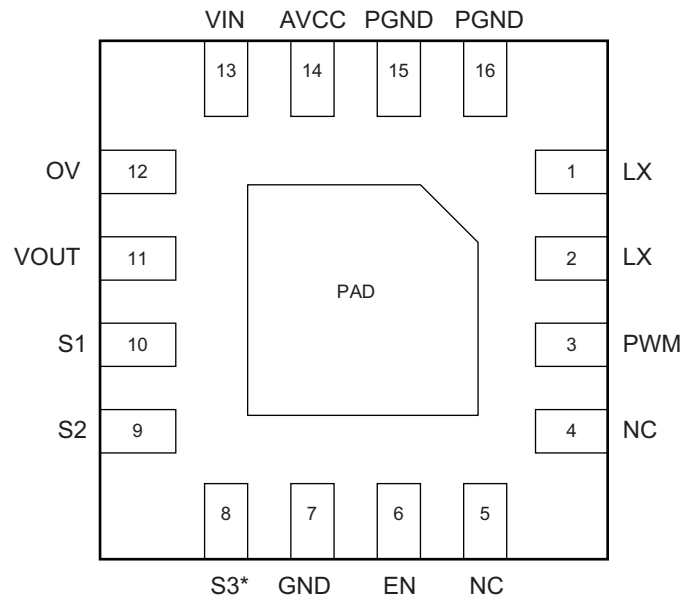 VIN AVCC PGND PGND
13 14 15 16
OV 12 1 LX
VOUT 11 2 LX
PAD
S1 10 3 PWM
S2 9 4 NC
8 7 6 5
S3* GND EN NC